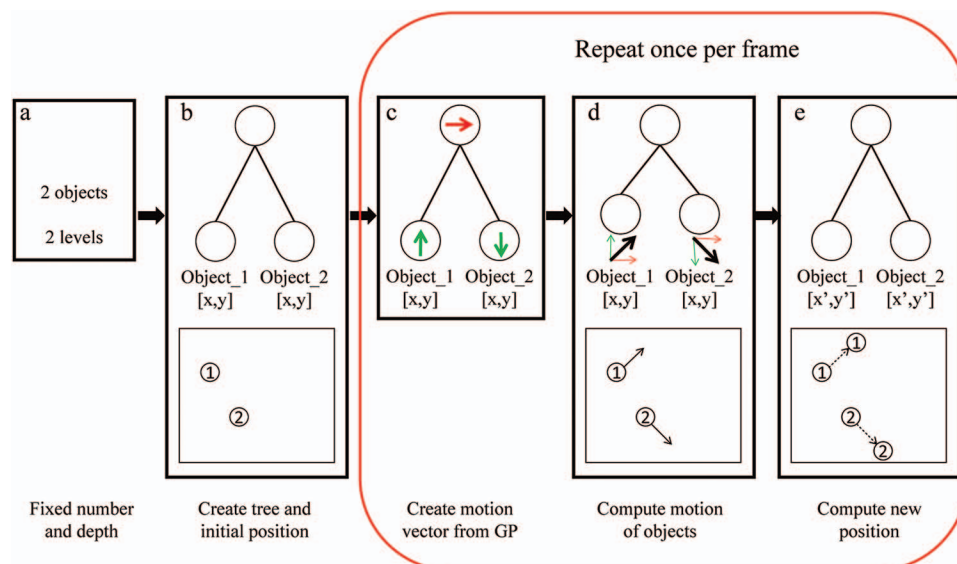 Repeat once per frame
a
2 objects
2 levels
b
Object_1 Object_2
[x,y] [x,y]
1
2
c
Object_1 Object_2
[x,y] [x,y]
d
Object_1 Object_2
[x,y] [x,y]
1
2
e
Object_1 Object_2
[x’,y’] [x’,y’]
1
1
2
2
Fixed number
and depth
Create tree and
initial position
Create motion
vector from GP
Compute motion
of objects
Compute new
position